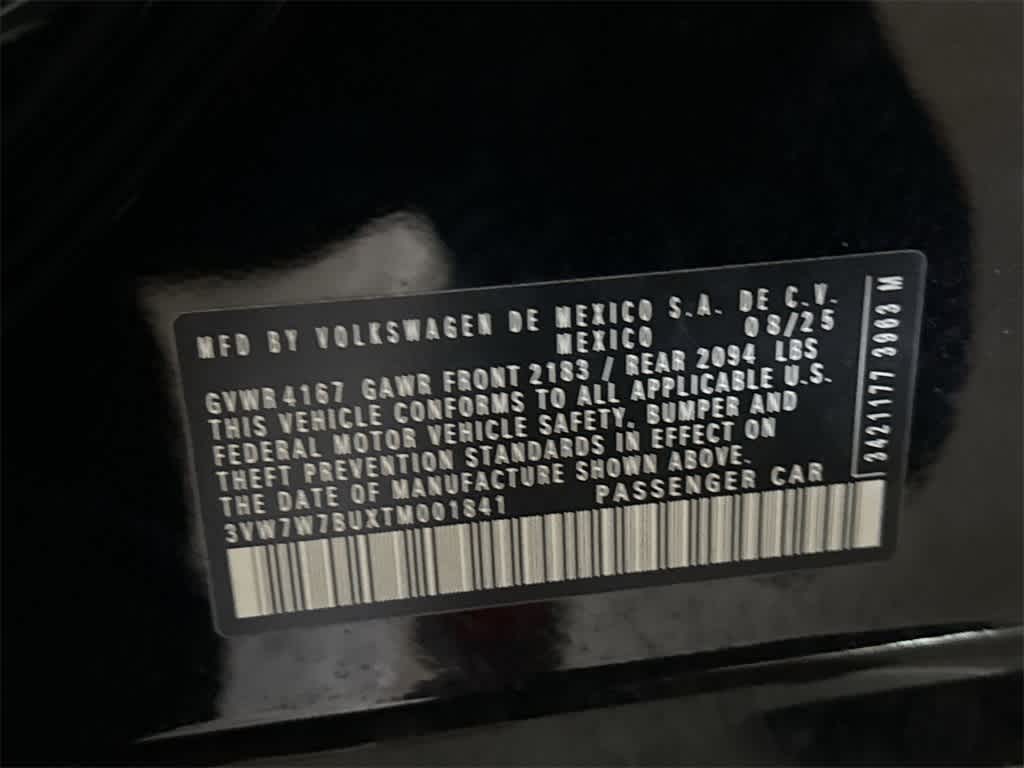 MFD BY VOLKSWAGEN DE MEXICO S.A. DE C.V.
MEXICO 08/25
GVWR 4167 GAWR FRONT 2183 / REAR 2094 LBS
THIS VEHICLE CONFORMS TO ALL APPLICABLE U.S.
FEDERAL MOTOR VEHICLE SAFETY, BUMPER AND
THEFT PREVENTION STANDARDS IN EFFECT ON
THE DATE OF MANUFACTURE SHOWN ABOVE.
3VW7W7BUXTM001841 PASSENGER CAR
3421177 3963 M